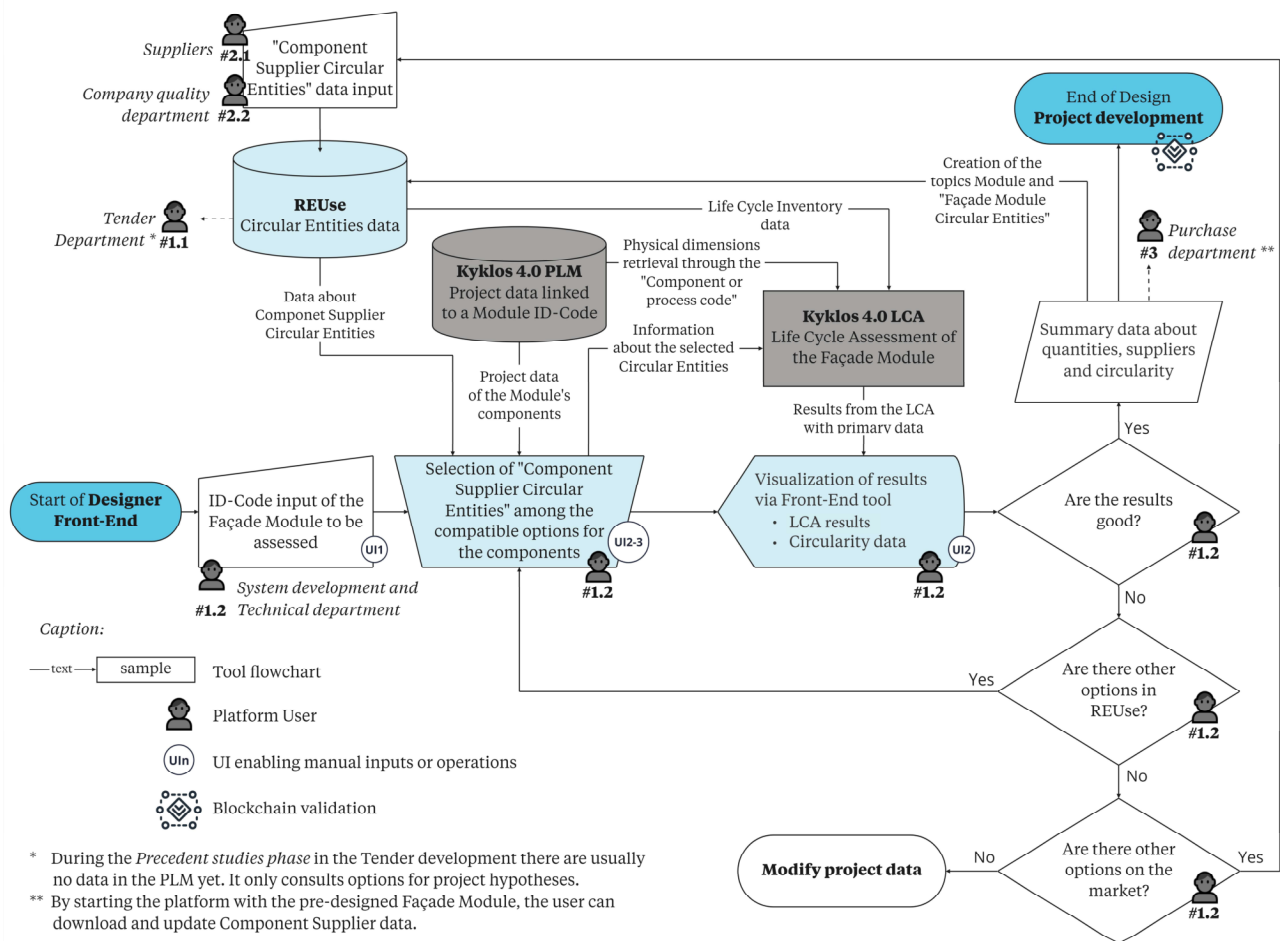 Suppliers
#2.1
"Component
Supplier Circular
Entities" data input
Company quality
department
#2.2
End of Design
Project development
REUse
Circular Entities data
Tender
Department *
#1.1
Creation of the
topics Module and
"Façade Module
Circular Entities"
Life Cycle Inventory
data
Purchase
#3
department **
Kyklos 4.0 PLM
Project data linked
to a Module ID-Code
Physical dimensions
retrieval through the
"Component or
process code"
Data about
Componet Supplier
Circular Entities
Kyklos 4.0 LCA
Life Cycle Assessment of
the Façade Module
Information
about the selected
Circular Entities
Summary data about
quantities, suppliers
and circularity
Project data
of the Module's
components
Results from the LCA
with primary data
Yes
Start of Designer
Front-End
ID-Code input of the
Façade Module to be
assessed
UI1
#1.2
System development and
Technical department
Selection of "Component
Supplier Circular
Entities" among the
compatible options for
the components
UI2-3
#1.2
Visualization of results
via Front-End tool
• LCA results
• Circularity data
UI2
#1.2
Are the results
good?
#1.2
No
Are there other
options in
REUse?
#1.2
Yes
No
Are there other
options on the
market?
#1.2
No
Yes
Modify project data
Caption:
text
sample
Tool flowchart
Platform User
UIn
UI enabling manual inputs or operations
Blockchain validation
* During the Precedent studies phase in the Tender development there are usually
no data in the PLM yet. It only consults options for project hypotheses.
** By starting the platform with the pre-designed Façade Module, the user can
download and update Component Supplier data.